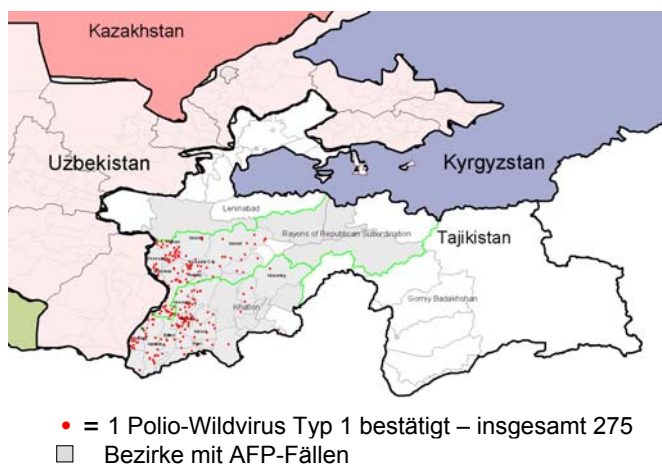 Kazakhstan
Uzbekistan
Kyrgyzstan
Leninabad
Rayons of Republican Subordination
Tajikistan
Khatlon
Gorniy Badakhshan
• = 1 Polio-Wildvirus Typ 1 bestätigt – insgesamt 275
Bezirke mit AFP-Fällen